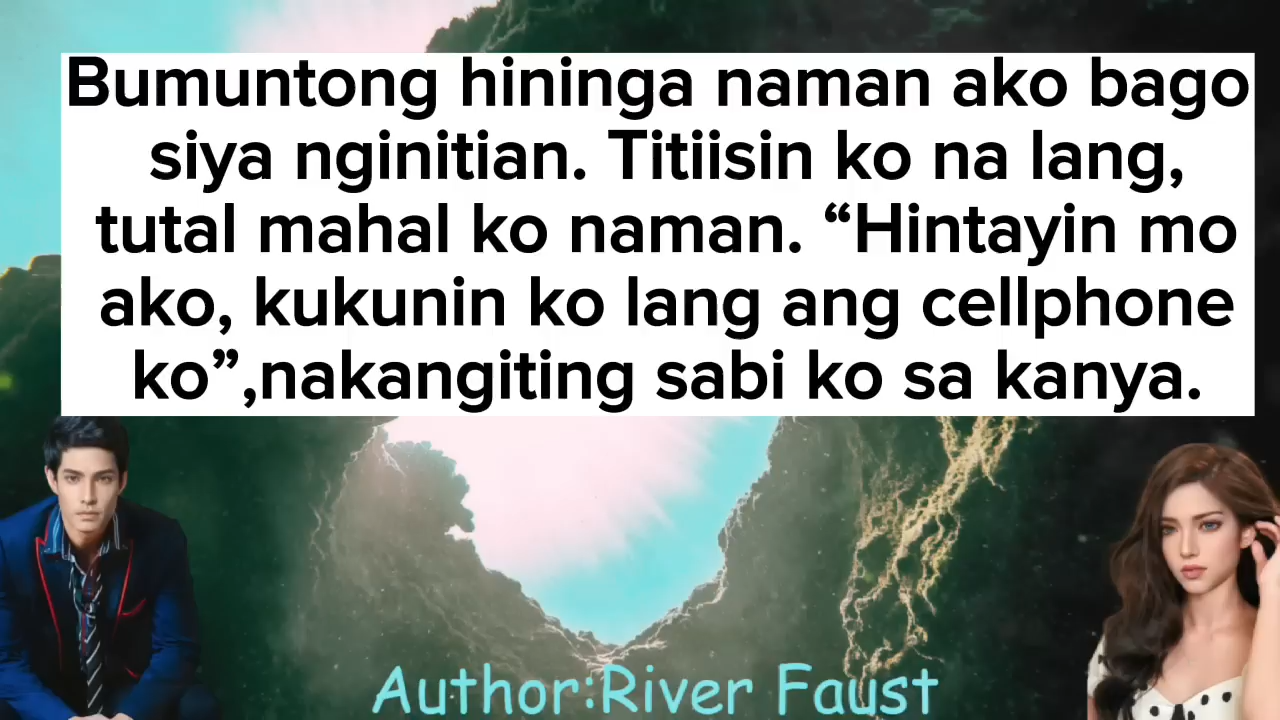 Bumuntong hininga naman ako bago
siya nginitian. Titiisin ko na lang,
tutal mahal ko naman. “Hintayin mo
ako, kukunin ko lang ang cellphone
ko”,nakangiting sabi ko sa kanya.
Author:River Faust